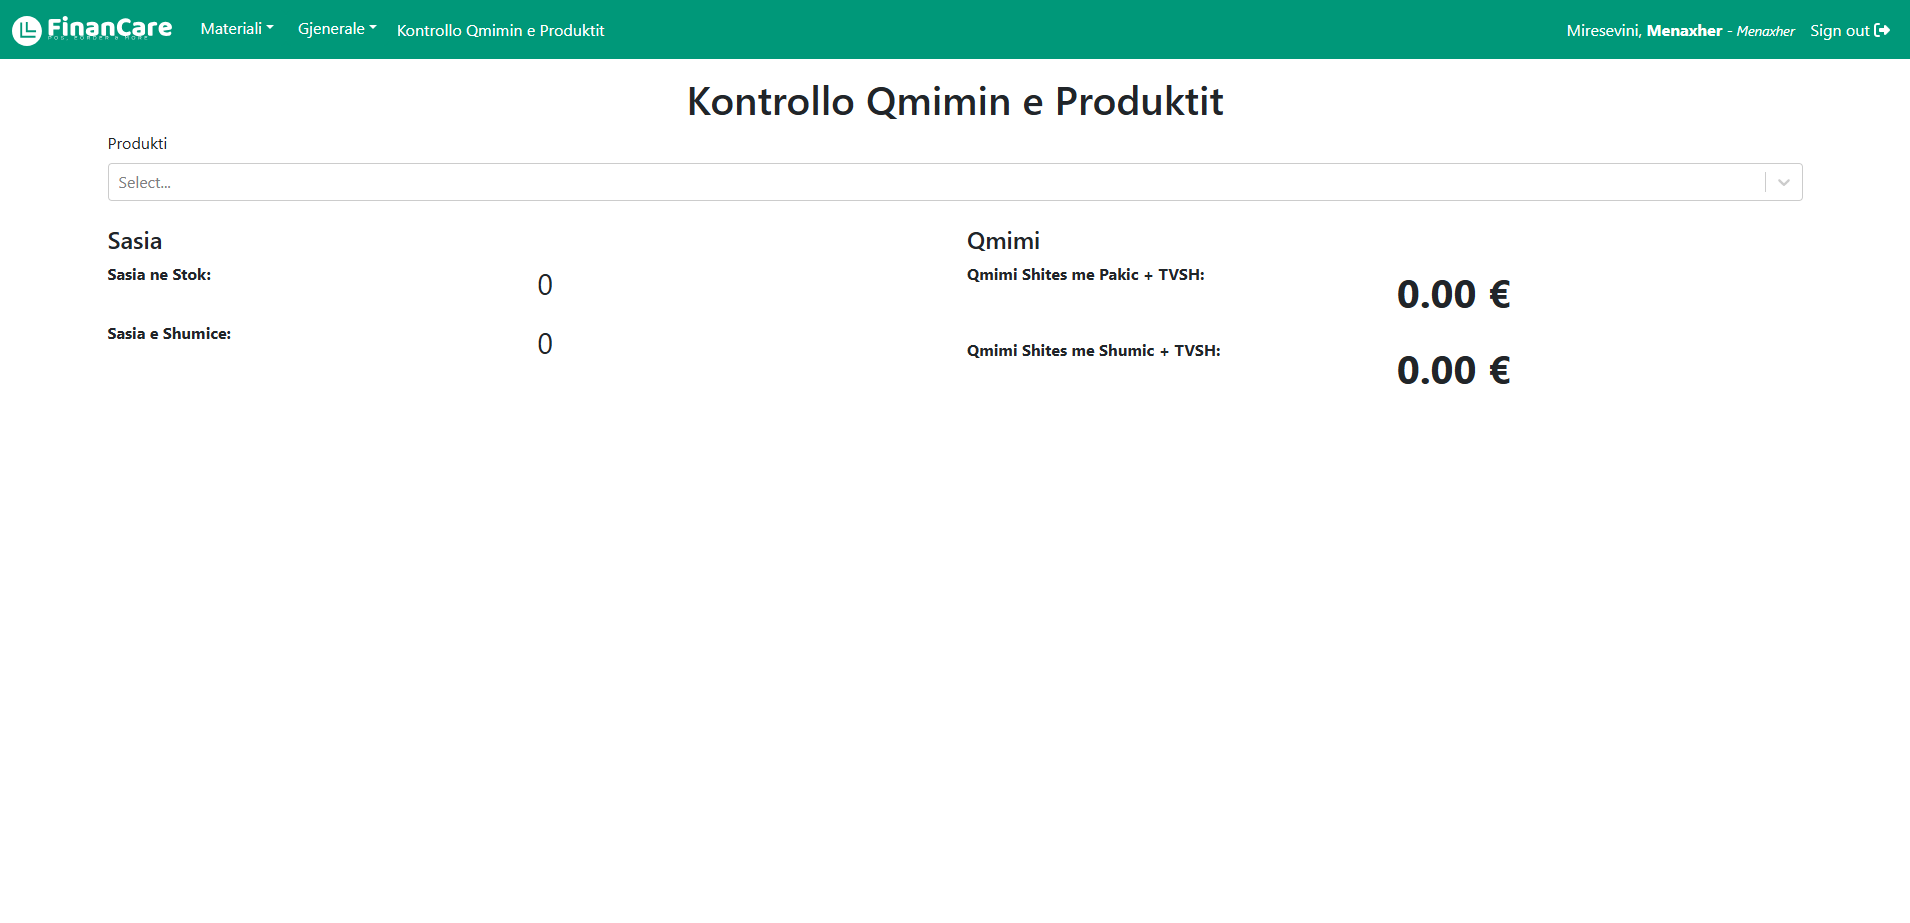 FinanCare
Materiali
Gjenerale
Kontrollo Qmimin e Produktit
Miresevini, Menaxher - Menaxher
Sign out
Kontrollo Qmimin e Produktit
Produkti
Select...
Sasia
Sasia ne Stok:
0
Sasia e Shumice:
0
Qmimi
Qmimi Shites me Pakic + TVSH:
0.00 €
Qmimi Shites me Shumic + TVSH:
0.00 €